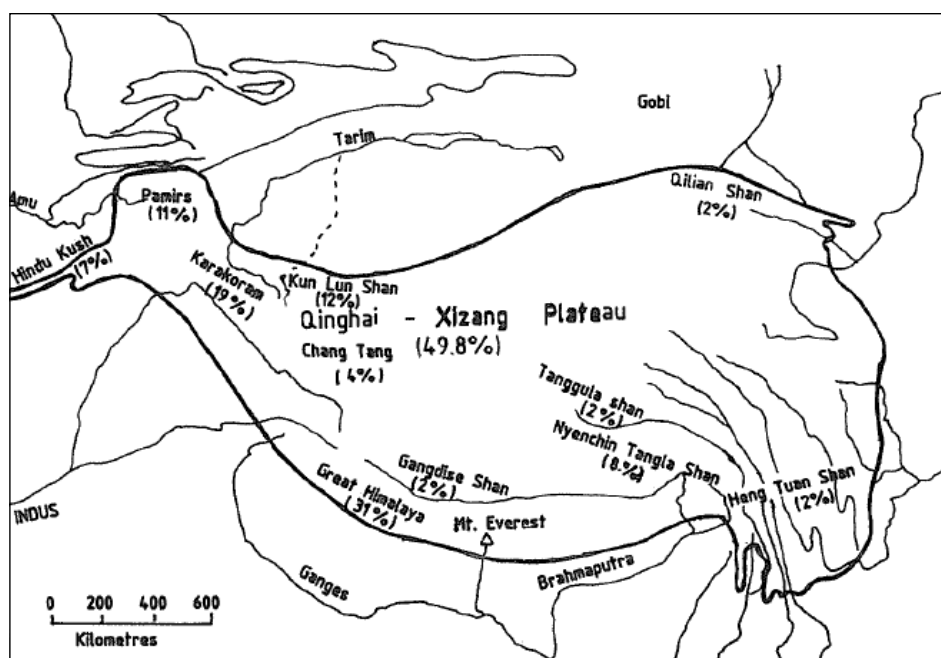 Gobi
Tarim
Amu
Pamirs
(11%)
Qilian Shan
(2%)
Hindu Kush
(7%)
Karakoram
(19%)
Kun Lun Shan
(12%)
Qinghai - Xizang Plateau
(49.8%)
Chang Tang
(4%)
Tanggula shan
(2%)
Nyenchin Tangla Shan
(8.%)
Gangdise Shan
(2%)
Heng Tuan Shan
(2%)
Great Himalaya
(31%)
Mt. Everest
INDUS
Brahmaputra
Ganges
0 200 400 600
Kilometres